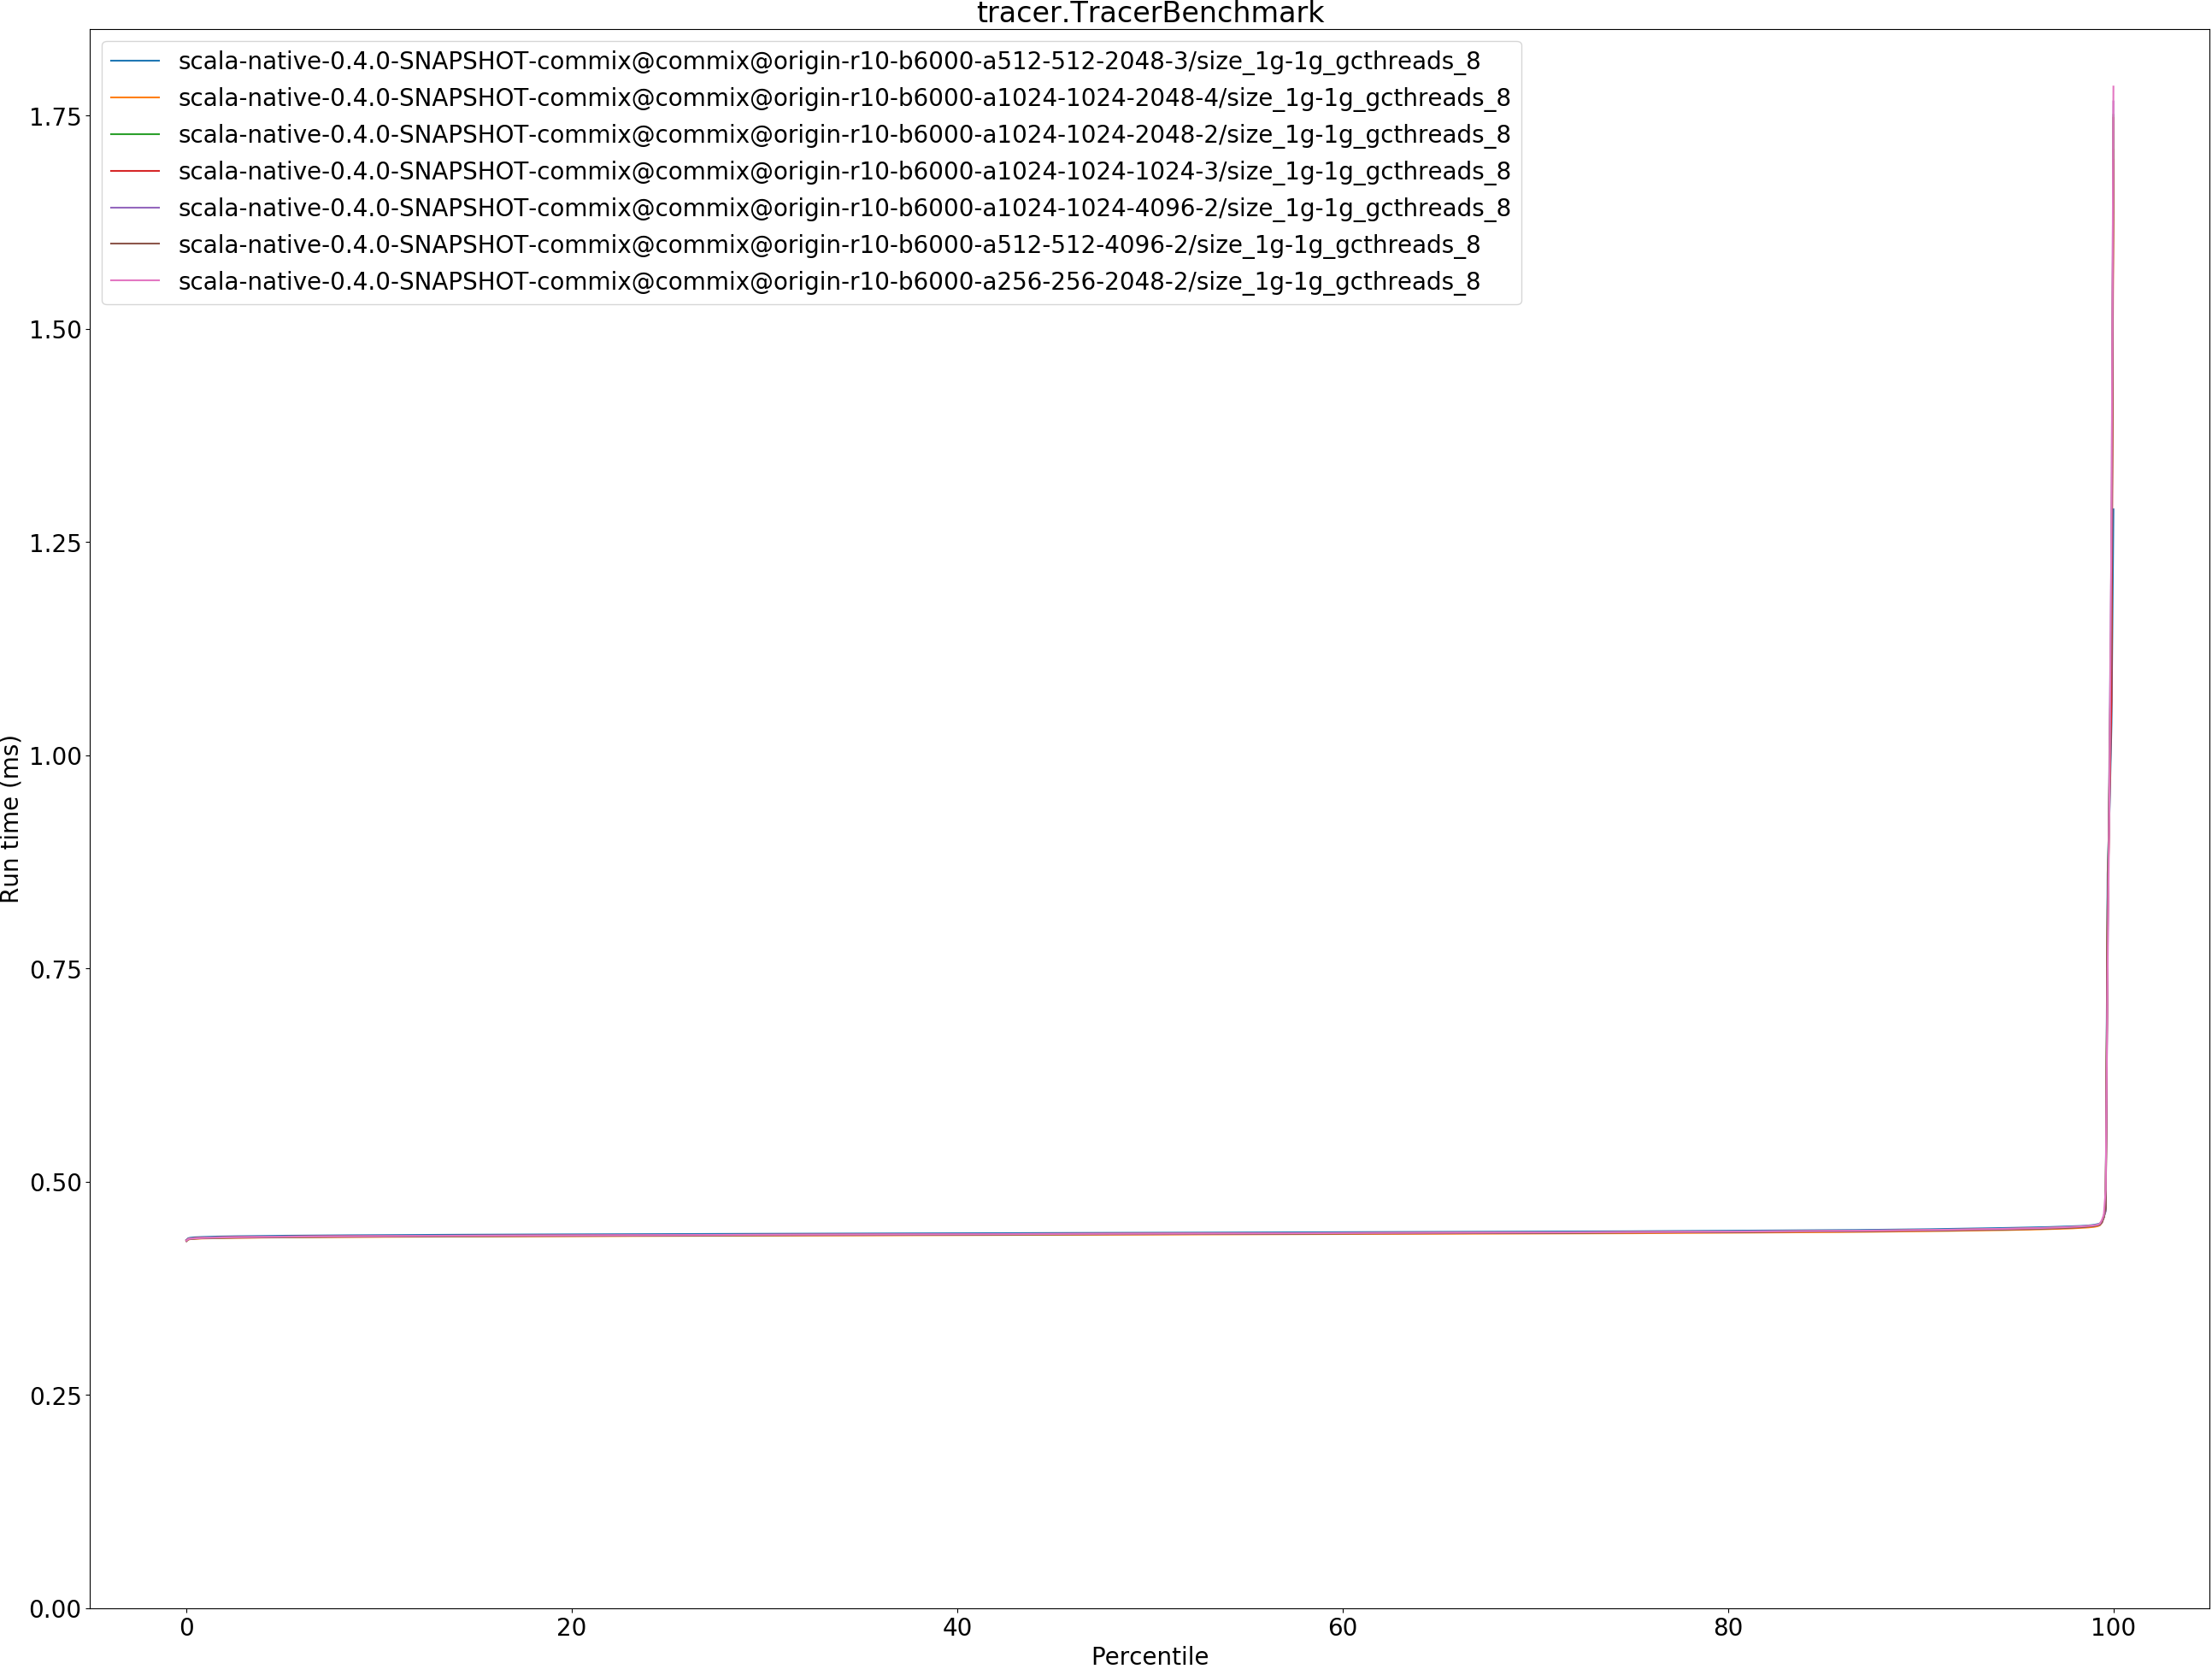 tracer.TracerBenchmark
scala-native-0.4.0-SNAPSHOT-commix@commix@origin-r10-b6000-a512-512-2048-3/size_1g-1g_gcthreads_8
scala-native-0.4.0-SNAPSHOT-commix@commix@origin-r10-b6000-a1024-1024-2048-4/size_1g-1g_gcthreads_8
scala-native-0.4.0-SNAPSHOT-commix@commix@origin-r10-b6000-a1024-1024-2048-2/size_1g-1g_gcthreads_8
scala-native-0.4.0-SNAPSHOT-commix@commix@origin-r10-b6000-a1024-1024-1024-3/size_1g-1g_gcthreads_8
scala-native-0.4.0-SNAPSHOT-commix@commix@origin-r10-b6000-a1024-1024-4096-2/size_1g-1g_gcthreads_8
scala-native-0.4.0-SNAPSHOT-commix@commix@origin-r10-b6000-a512-512-4096-2/size_1g-1g_gcthreads_8
scala-native-0.4.0-SNAPSHOT-commix@commix@origin-r10-b6000-a256-256-2048-2/size_1g-1g_gcthreads_8
1.75
1.50
1.25
1.00
0.75
0.50
0.25
0.00
Run time (ms)
0 20 40 60 80 100
Percentile